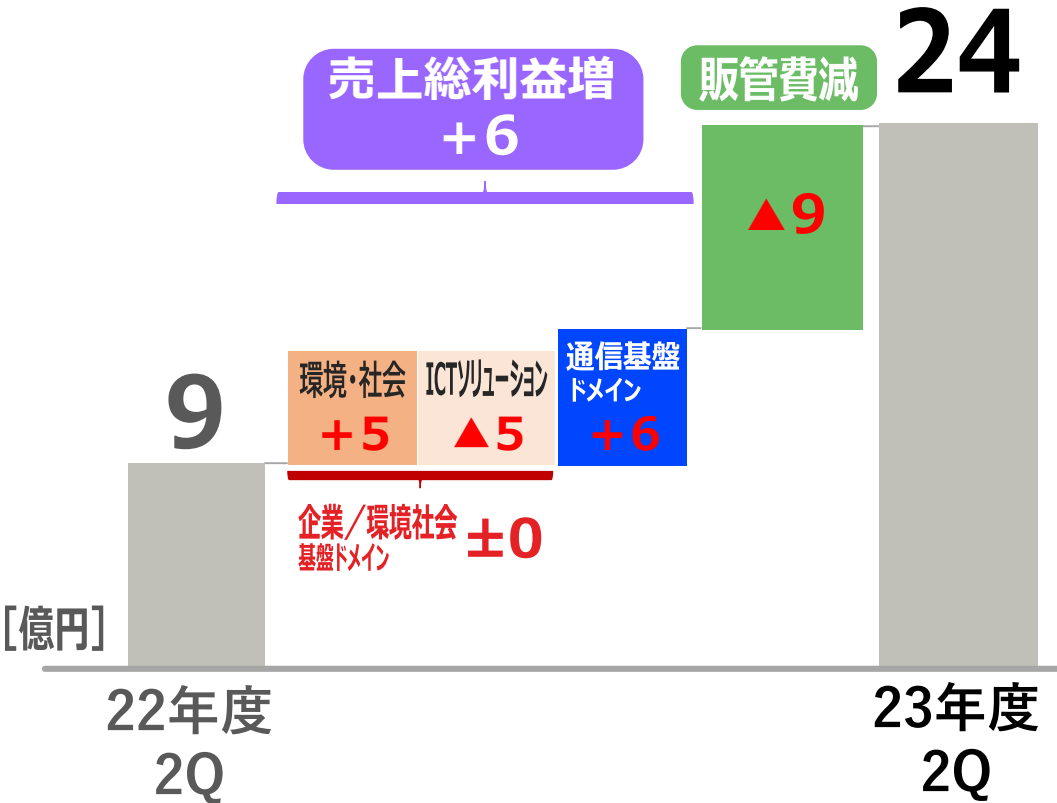 売上総利益増
+6
販管費減
24
▲9
9
環境・社会
+5
ICTソリューション
▲5
通信基盤
ドメイン
+6
企業／環境社会
基盤ドメイン
±0
[億円]
22年度
2Q
23年度
2Q